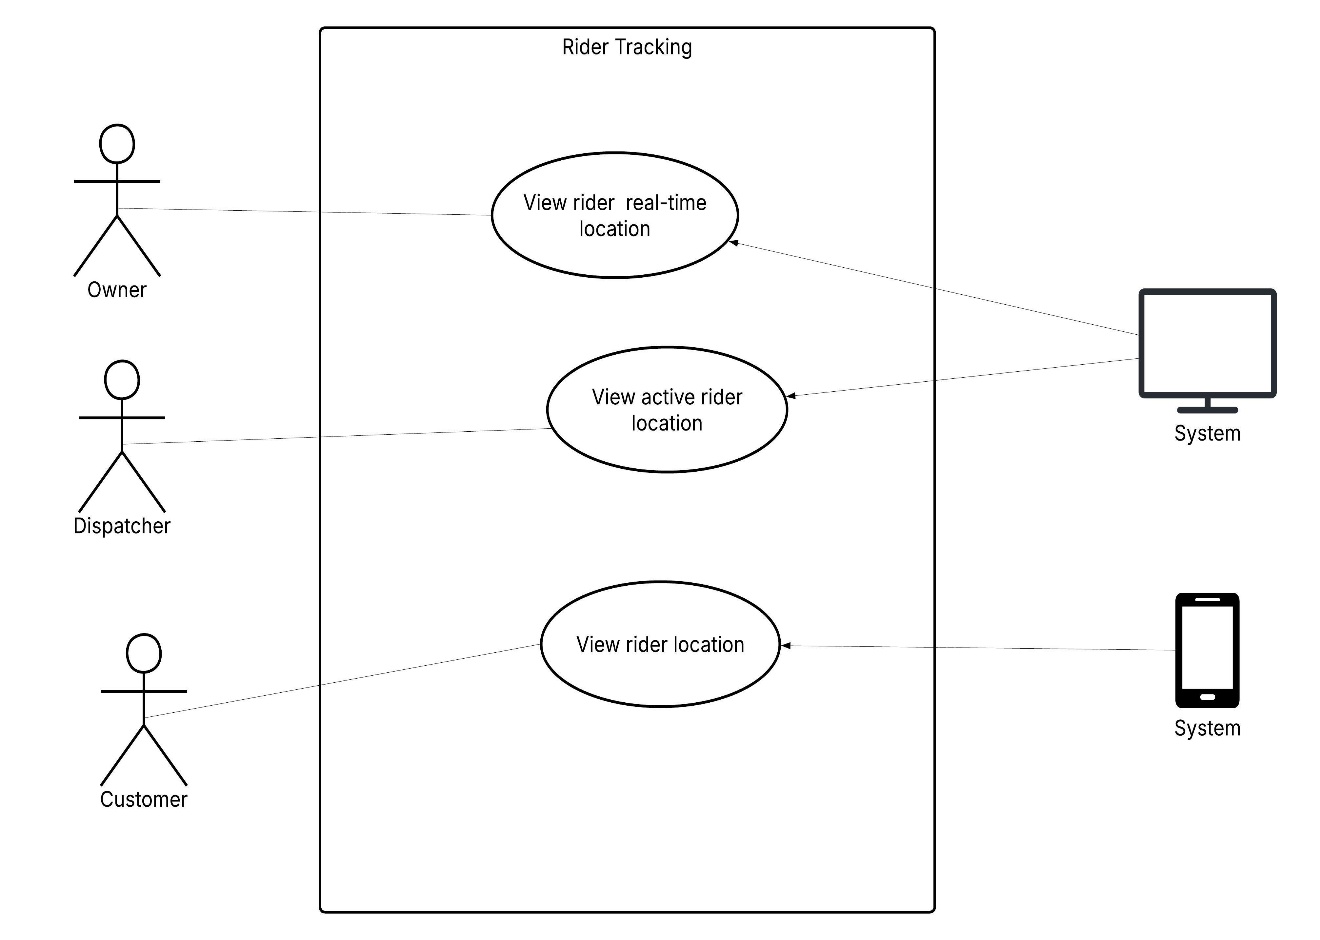 Rider Tracking
View rider real-time
location
Owner
View active rider
location
System
Dispatcher
View rider location
System
Customer